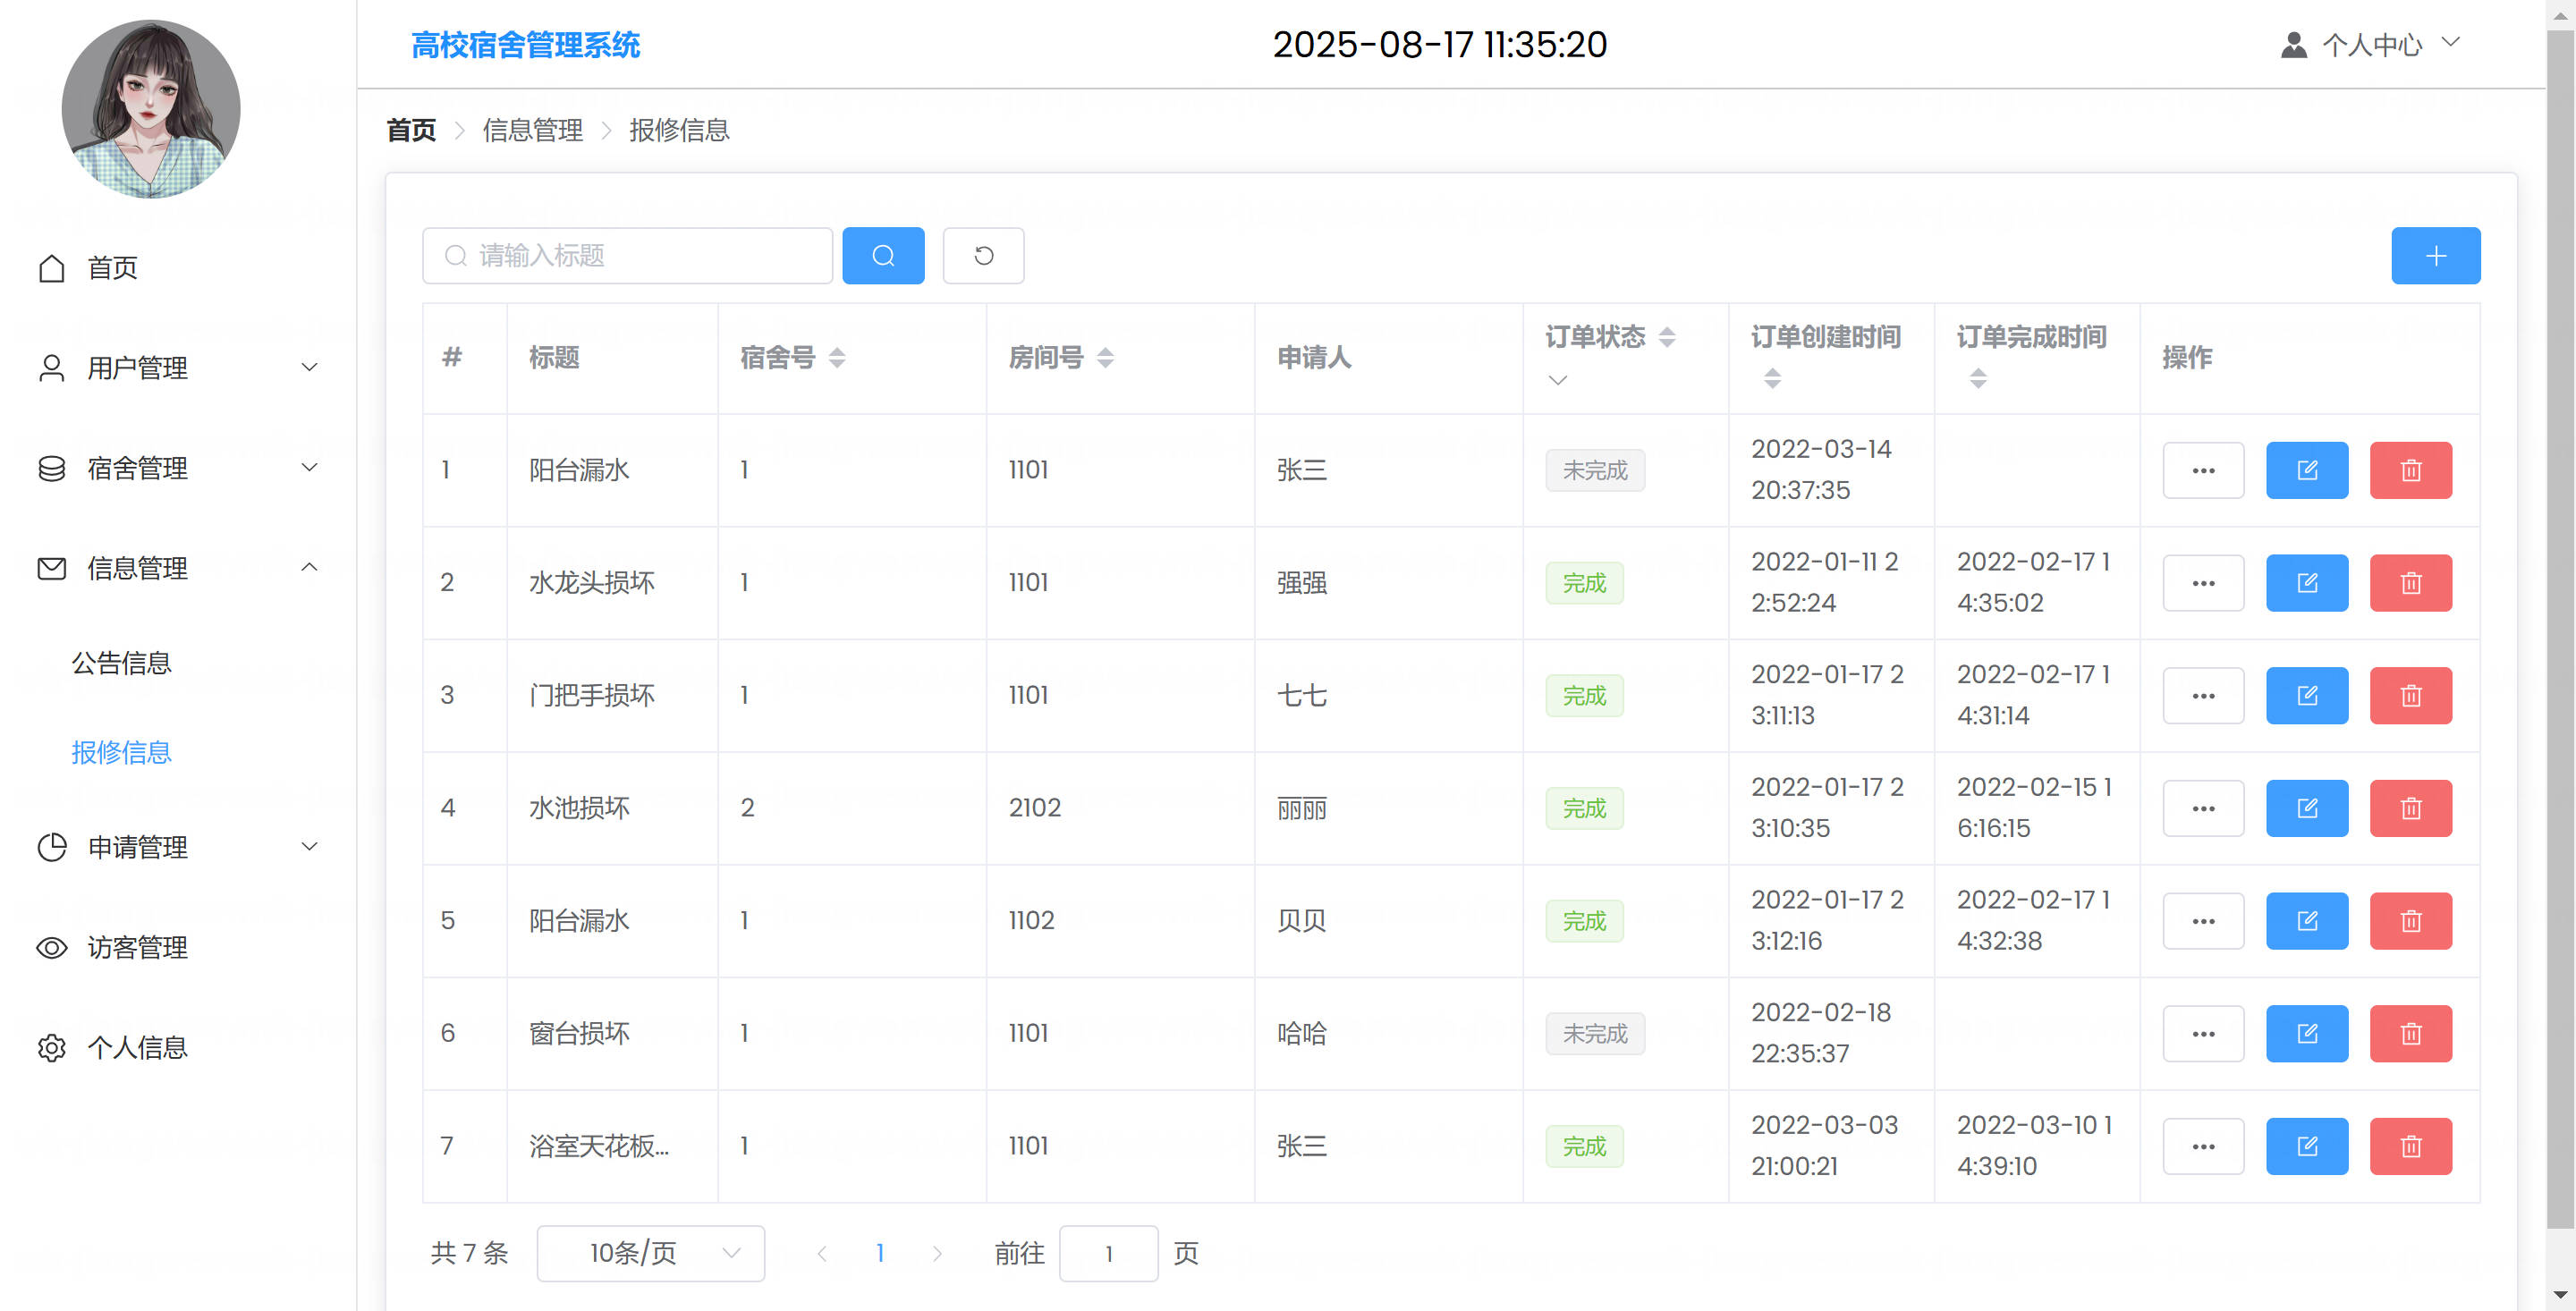 高校宿舍管理系统
2025-08-17 11:35:20
个人中心
首页
用户管理
宿舍管理
信息管理
公告信息
报修信息
申请管理
访客管理
个人信息
首页 信息管理 报修信息
请输入标题
# 标题 宿舍号 房间号 申请人 订单状态 订单创建时间 订单完成时间 操作
1 阳台漏水 1 1101 张三 未完成 2022-03-14
20:37:35
2 水龙头损坏 1 1101 强强 完成 2022-01-11 2 2022-02-17 1
2:52:24 4:35:02
3 门把手损坏 1 1101 七七 完成 2022-01-17 2 2022-02-17 1
3:11:13 4:31:14
4 水池损坏 2 2102 丽丽 完成 2022-01-17 2 2022-02-15 1
3:10:35 6:16:15
5 阳台漏水 1 1102 贝贝 完成 2022-01-17 2 2022-02-17 1
3:12:16 4:32:38
6 窗台损坏 1 1101 哈哈 未完成 2022-02-18
22:35:37
7 浴室天花板... 1 1101 张三 完成 2022-03-03 2022-03-10 1
21:00:21 4:39:10
共 7 条 10条/页 1 前往 1 页